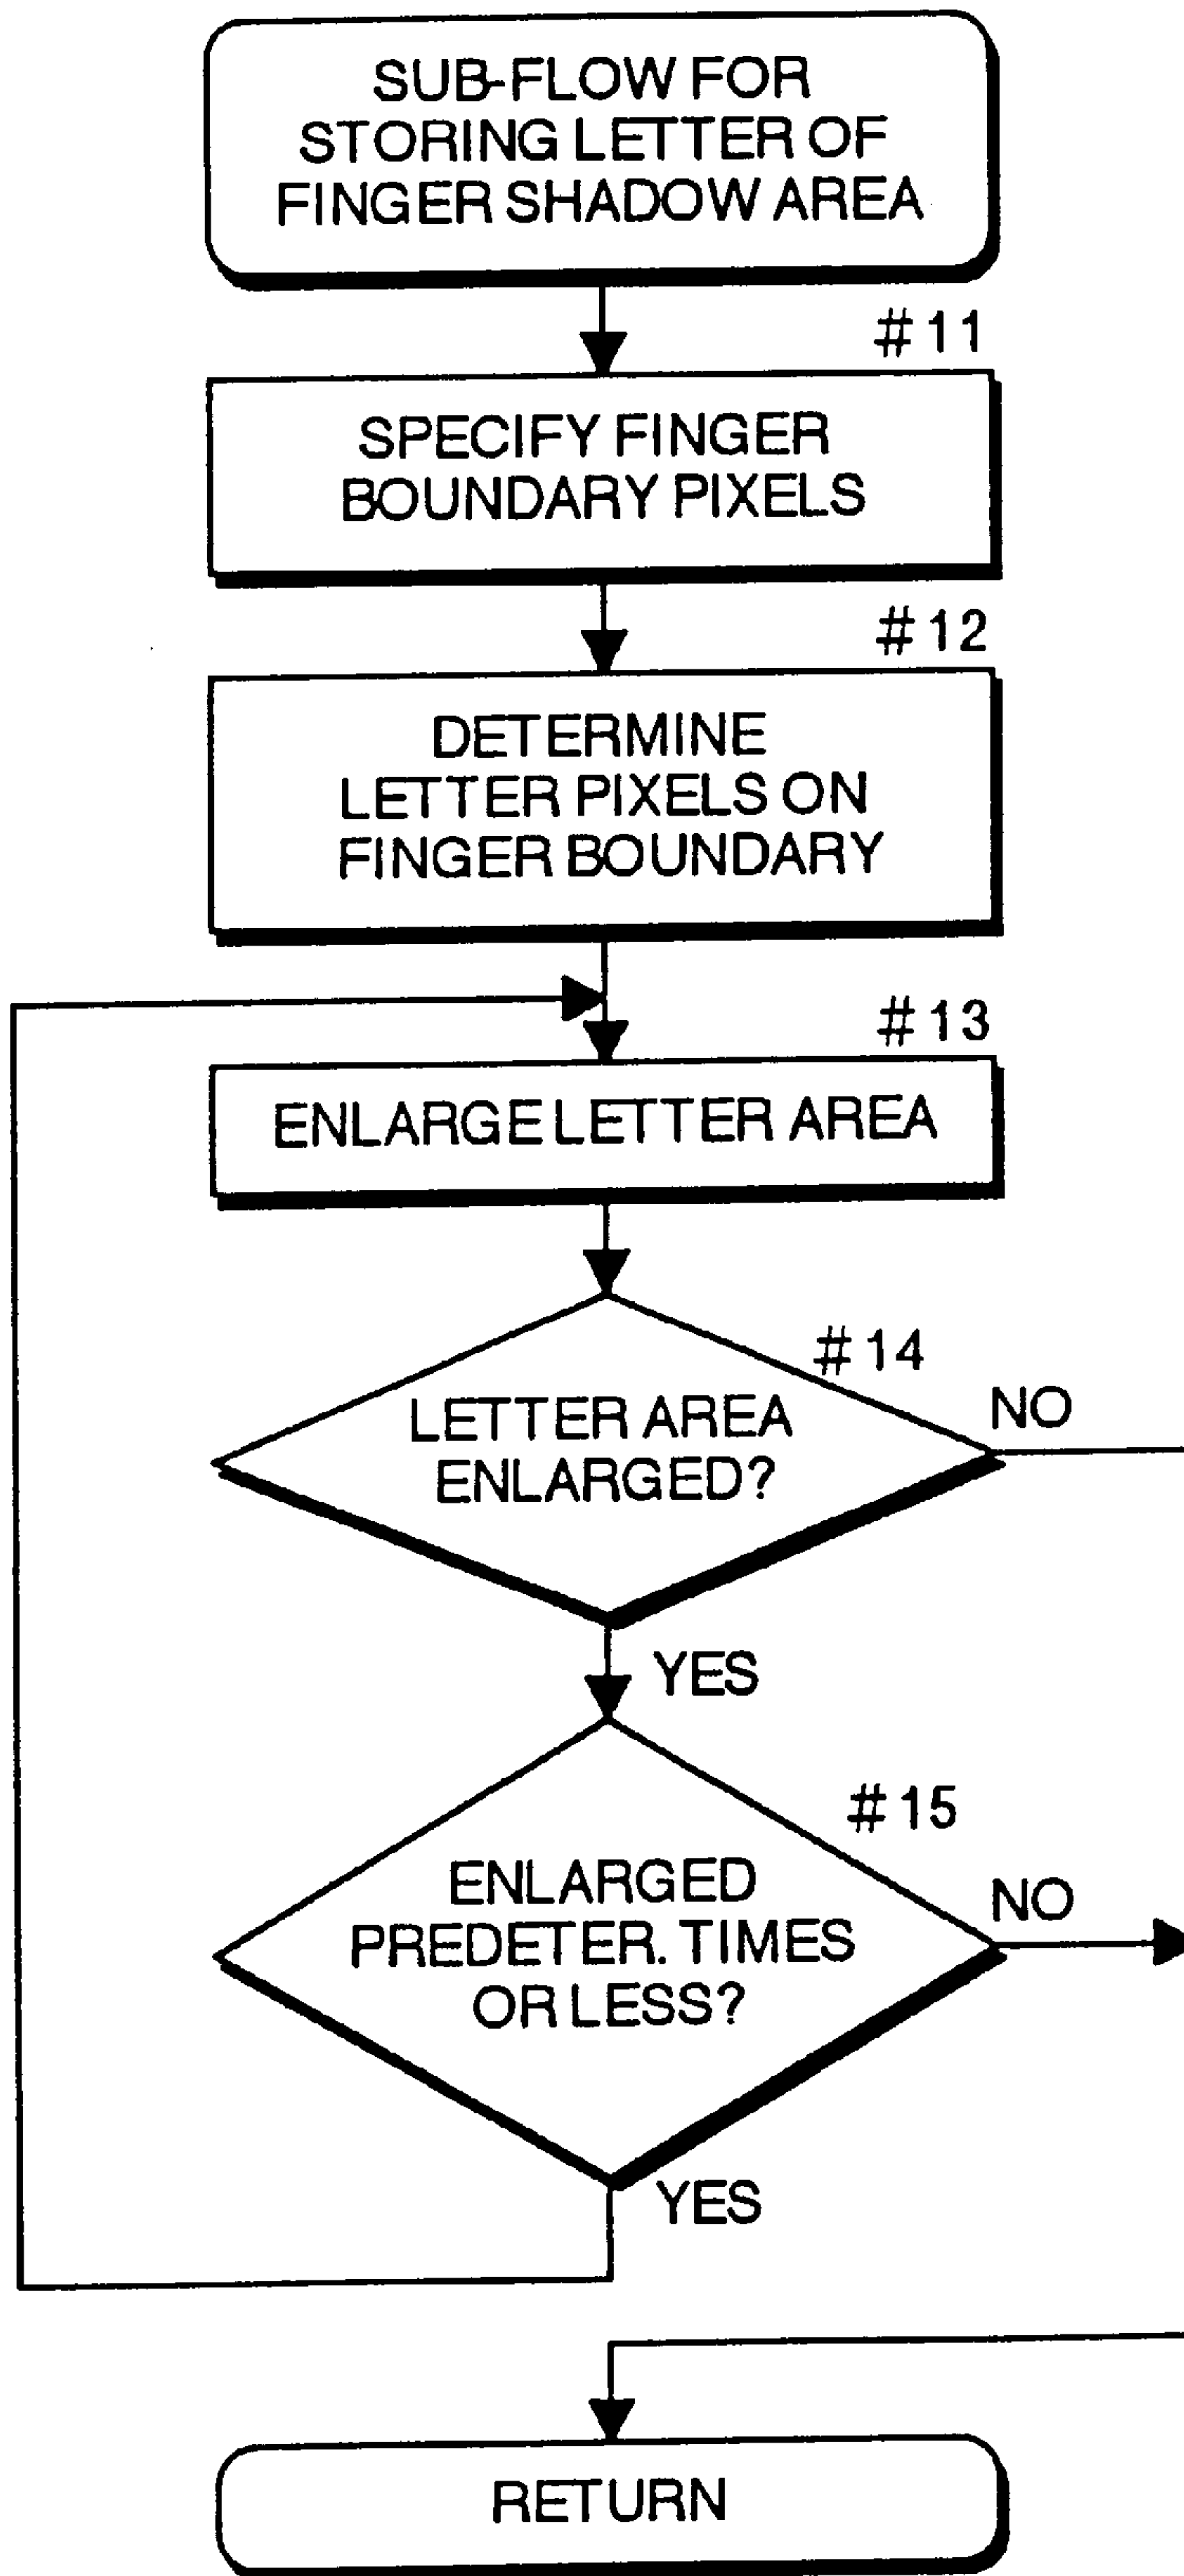 SUB-FLOW FOR
STORING LETTER OF
FINGER SHADOW AREA
#11
SPECIFY FINGER
BOUNDARY PIXELS
#12
DETERMINE
LETTER PIXELS ON
FINGER BOUNDARY
#13
ENLARGE LETTER AREA
#14
NO
LETTER AREA
ENLARGED?
YES
#15
NO
ENLARGED
PREDETER. TIMES
OR LESS?
YES
RETURN